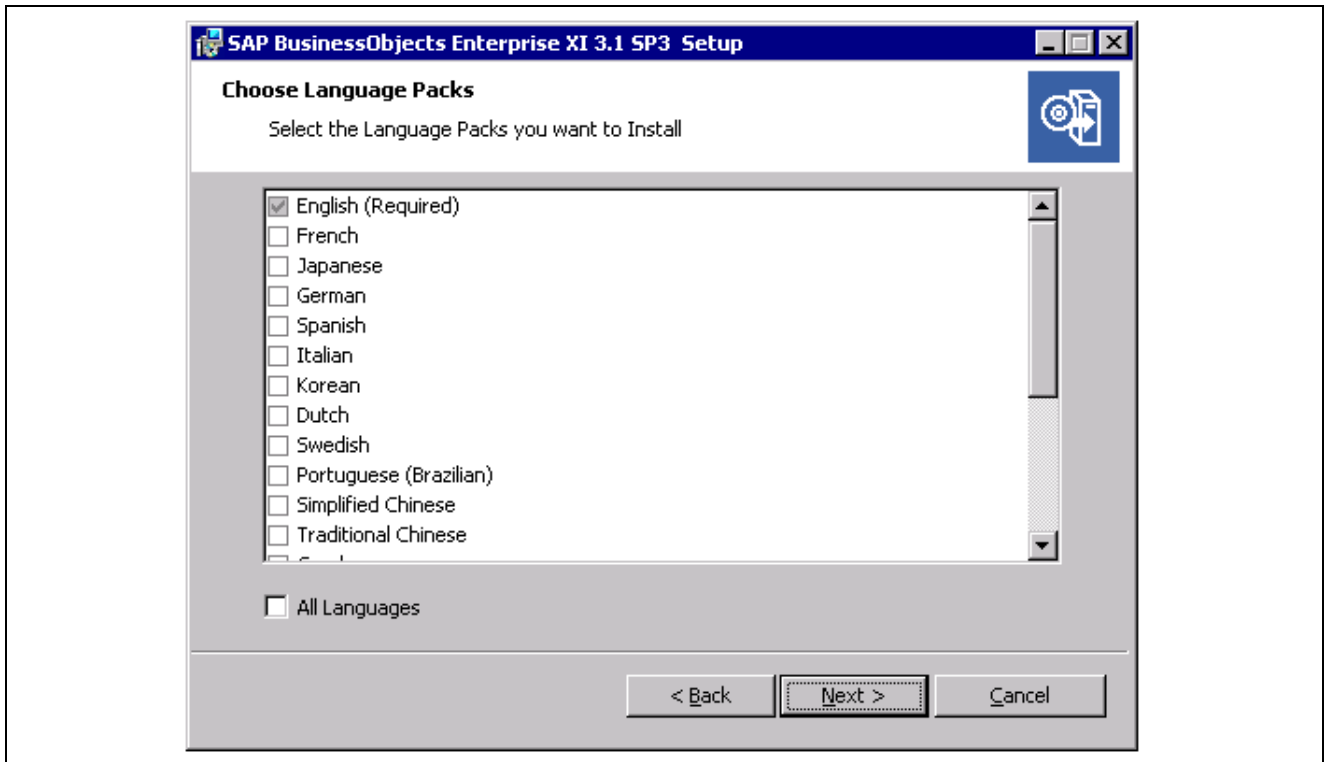 SAP BusinessObjects Enterprise XI 3.1 SP3 Setup
Choose Language Packs
Select the Language Packs you want to Install
English (Required)
French
Japanese
German
Spanish
Italian
Korean
Dutch
Swedish
Portuguese (Brazilian)
Simplified Chinese
Traditional Chinese
All Languages
< Back
Next >
Cancel